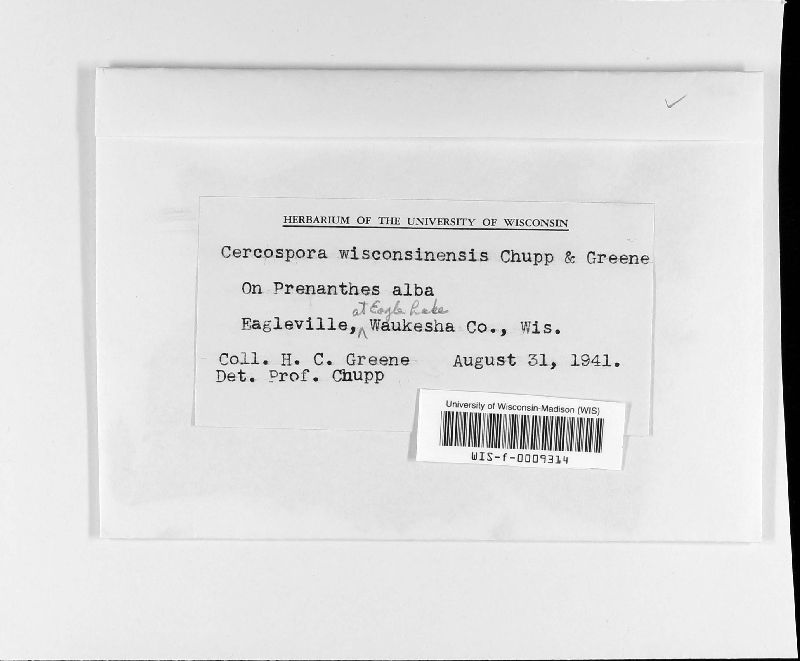 HERBARIUM OF THE UNIVERSITY OF WISCONSIN
Cercospora wisconsinensis Chupp & Greene
On Prenanthes alba
at Eagle Lake
Eagleville, Waukesha Co., Wis.
Coll. H. C. Greene August 31, 1941.
Det. Prof. Chupp
University of Wisconsin-Madison (WIS)
WIS-f-0009314